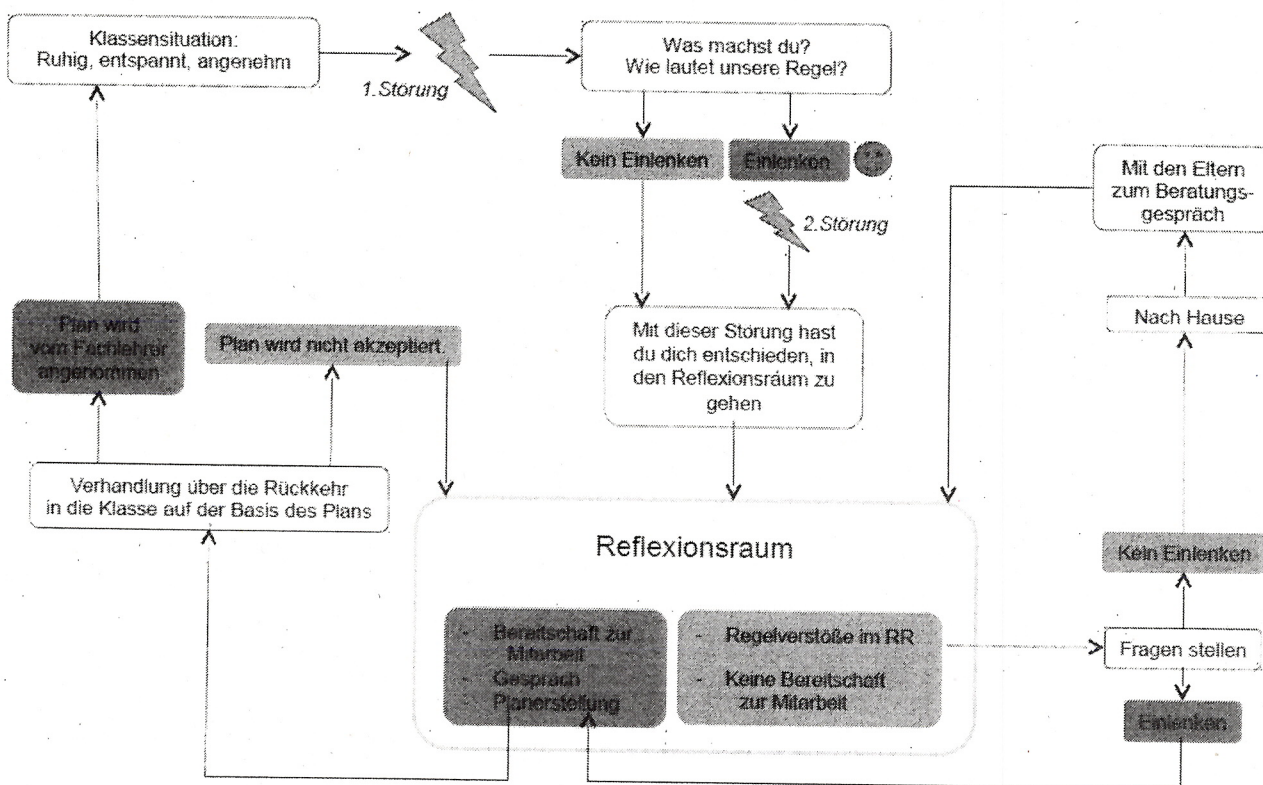 Klassensituation:
Ruhig, entspannt, angenehm
1.Störung
Was machst du?
Wie lautet unsere Regel?
Kein Einlenken
Einlenken
2.Störung
Mit den Eltern
zum Beratungs-
gespräch
Nach Hause
Plan wird
vom Fachlehrer
angenommen
Plan wird nicht akzeptiert.
Mit dieser Störung hast
du dich entschieden, in
den Reflexionsraum zu
gehen
Verhandlung über die Rückkehr
in die Klasse auf der Basis des Plans
Reflexionsraum
- Bereitschaft zur
Mitarbeit
- Gespräch
Planerstellung
- Regelverstöße im RR
- Keine Bereitschaft
zur Mitarbeit
Kein Einlenken
Fragen stellen
Einlenken